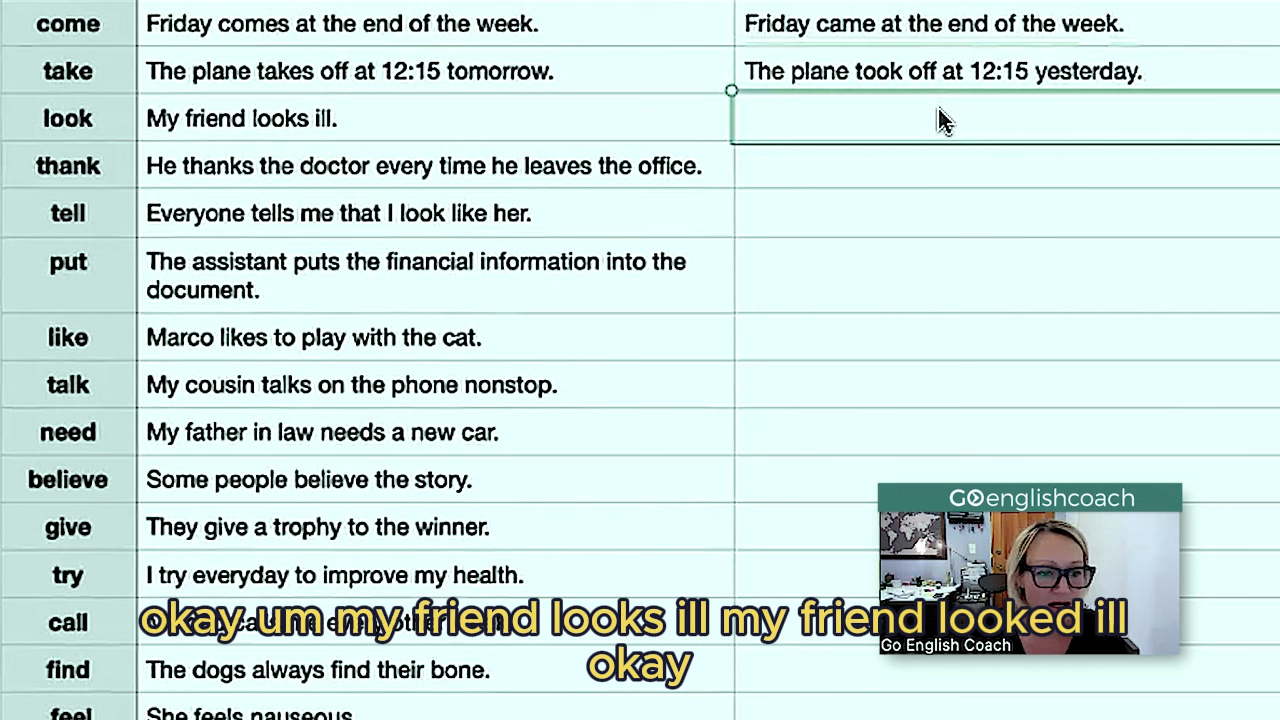 come Friday comes at the end of the week. Friday came at the end of the week.
take The plane takes off at 12:15 tomorrow. The plane took off at 12:15 yesterday.
look My friend looks ill.
thank He thanks the doctor every time he leaves the office.
tell Everyone tells me that I look like her.
put The assistant puts the financial information into the
document.
like Marco likes to play with the cat.
talk My cousin talks on the phone nonstop.
need My father in law needs a new car.
believe Some people believe the story.
give They give a trophy to the winner.
try I try everyday to improve my health.
call
find The dogs always find their bone.
feel She feels nauseous
GO englishcoach
Go English Coach
okay um my friend looks ill my friend looked ill
okay